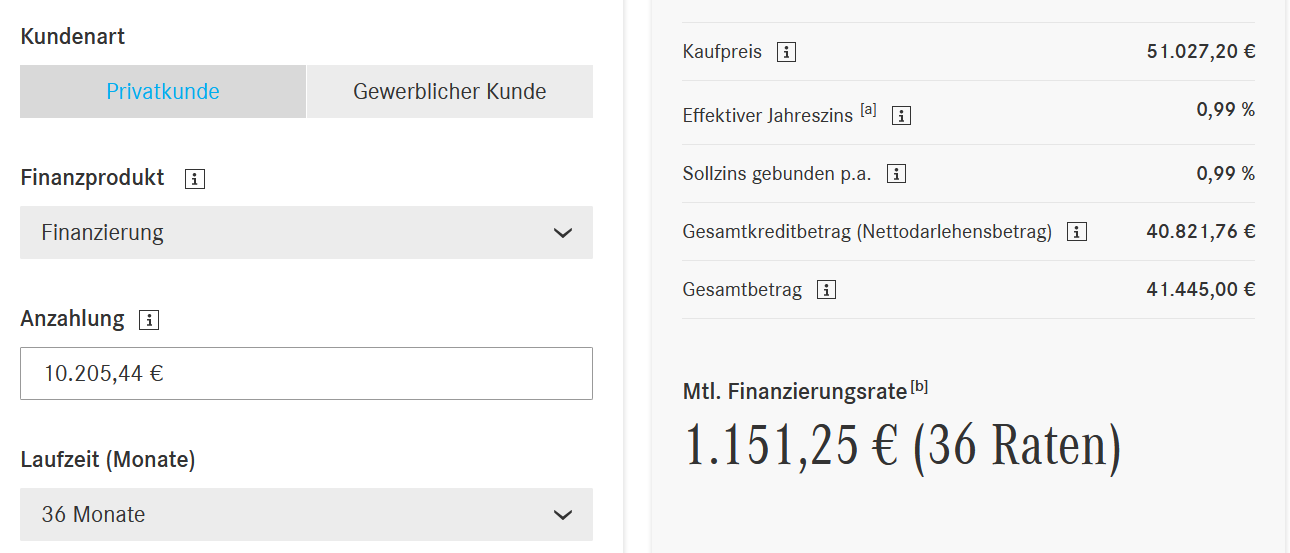 Kundenart
Privatkunde
Gewerblicher Kunde
Finanzprodukt i
Finanzierung
Anzahlung i
10.205,44 €
Laufzeit (Monate)
36 Monate
Kaufpreis i 51.027,20 €
Effektiver Jahreszins [a] i 0,99 %
Sollzins gebunden p.a. i 0,99 %
Gesamtkreditbetrag (Nettodarlehensbetrag) i 40.821,76 €
Gesamtbetrag i 41.445,00 €
Mtl. Finanzierungsrate[b]
1.151,25 € (36 Raten)